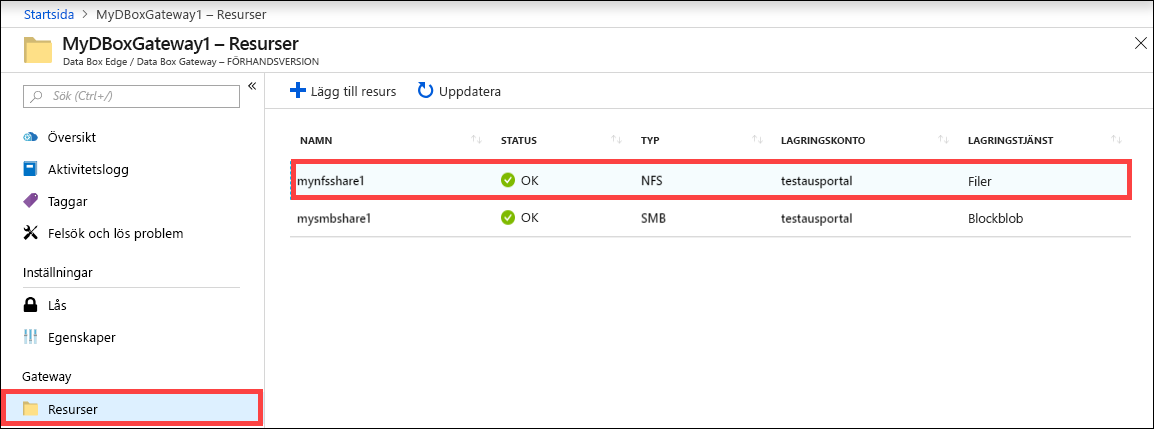 Startsida > MyDBoxGateway1 – Resurser
MyDBoxGateway1 – Resurser
Data Box Edge / Data Box Gateway – FÖRHANDSVERSION
Sök (Ctrl+/)
«
Översikt
Aktivitetslogg
Taggar
Felsök och lös problem
Inställningar
Lås
Egenskaper
Gateway
Resurser
Lägg till resurs Uppdatera
NAMN STATUS TYP LAGRINGSKONTO LAGRINGSTJÄNST
mynfsshare1 OK NFS testausportal Filer
mysmbshare1 OK SMB testausportal Blockblob